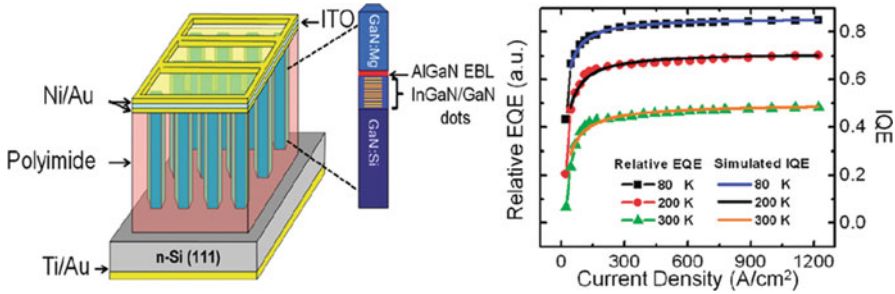 ITO
Ni/Au
Polyimide
n-Si (111)
Ti/Au
GaN:Mg
AlGaN EBL
InGaN/GaN
dots
GaN:Si
Relative EQE (a.u.)
0.8
0.6
0.4
0.2
0.0
IQE
Relative EQE Simulated IQE
80 K 80 K
200 K 200 K
300 K 300 K
0 300 600 900 1200
Current Density (A/cm²)